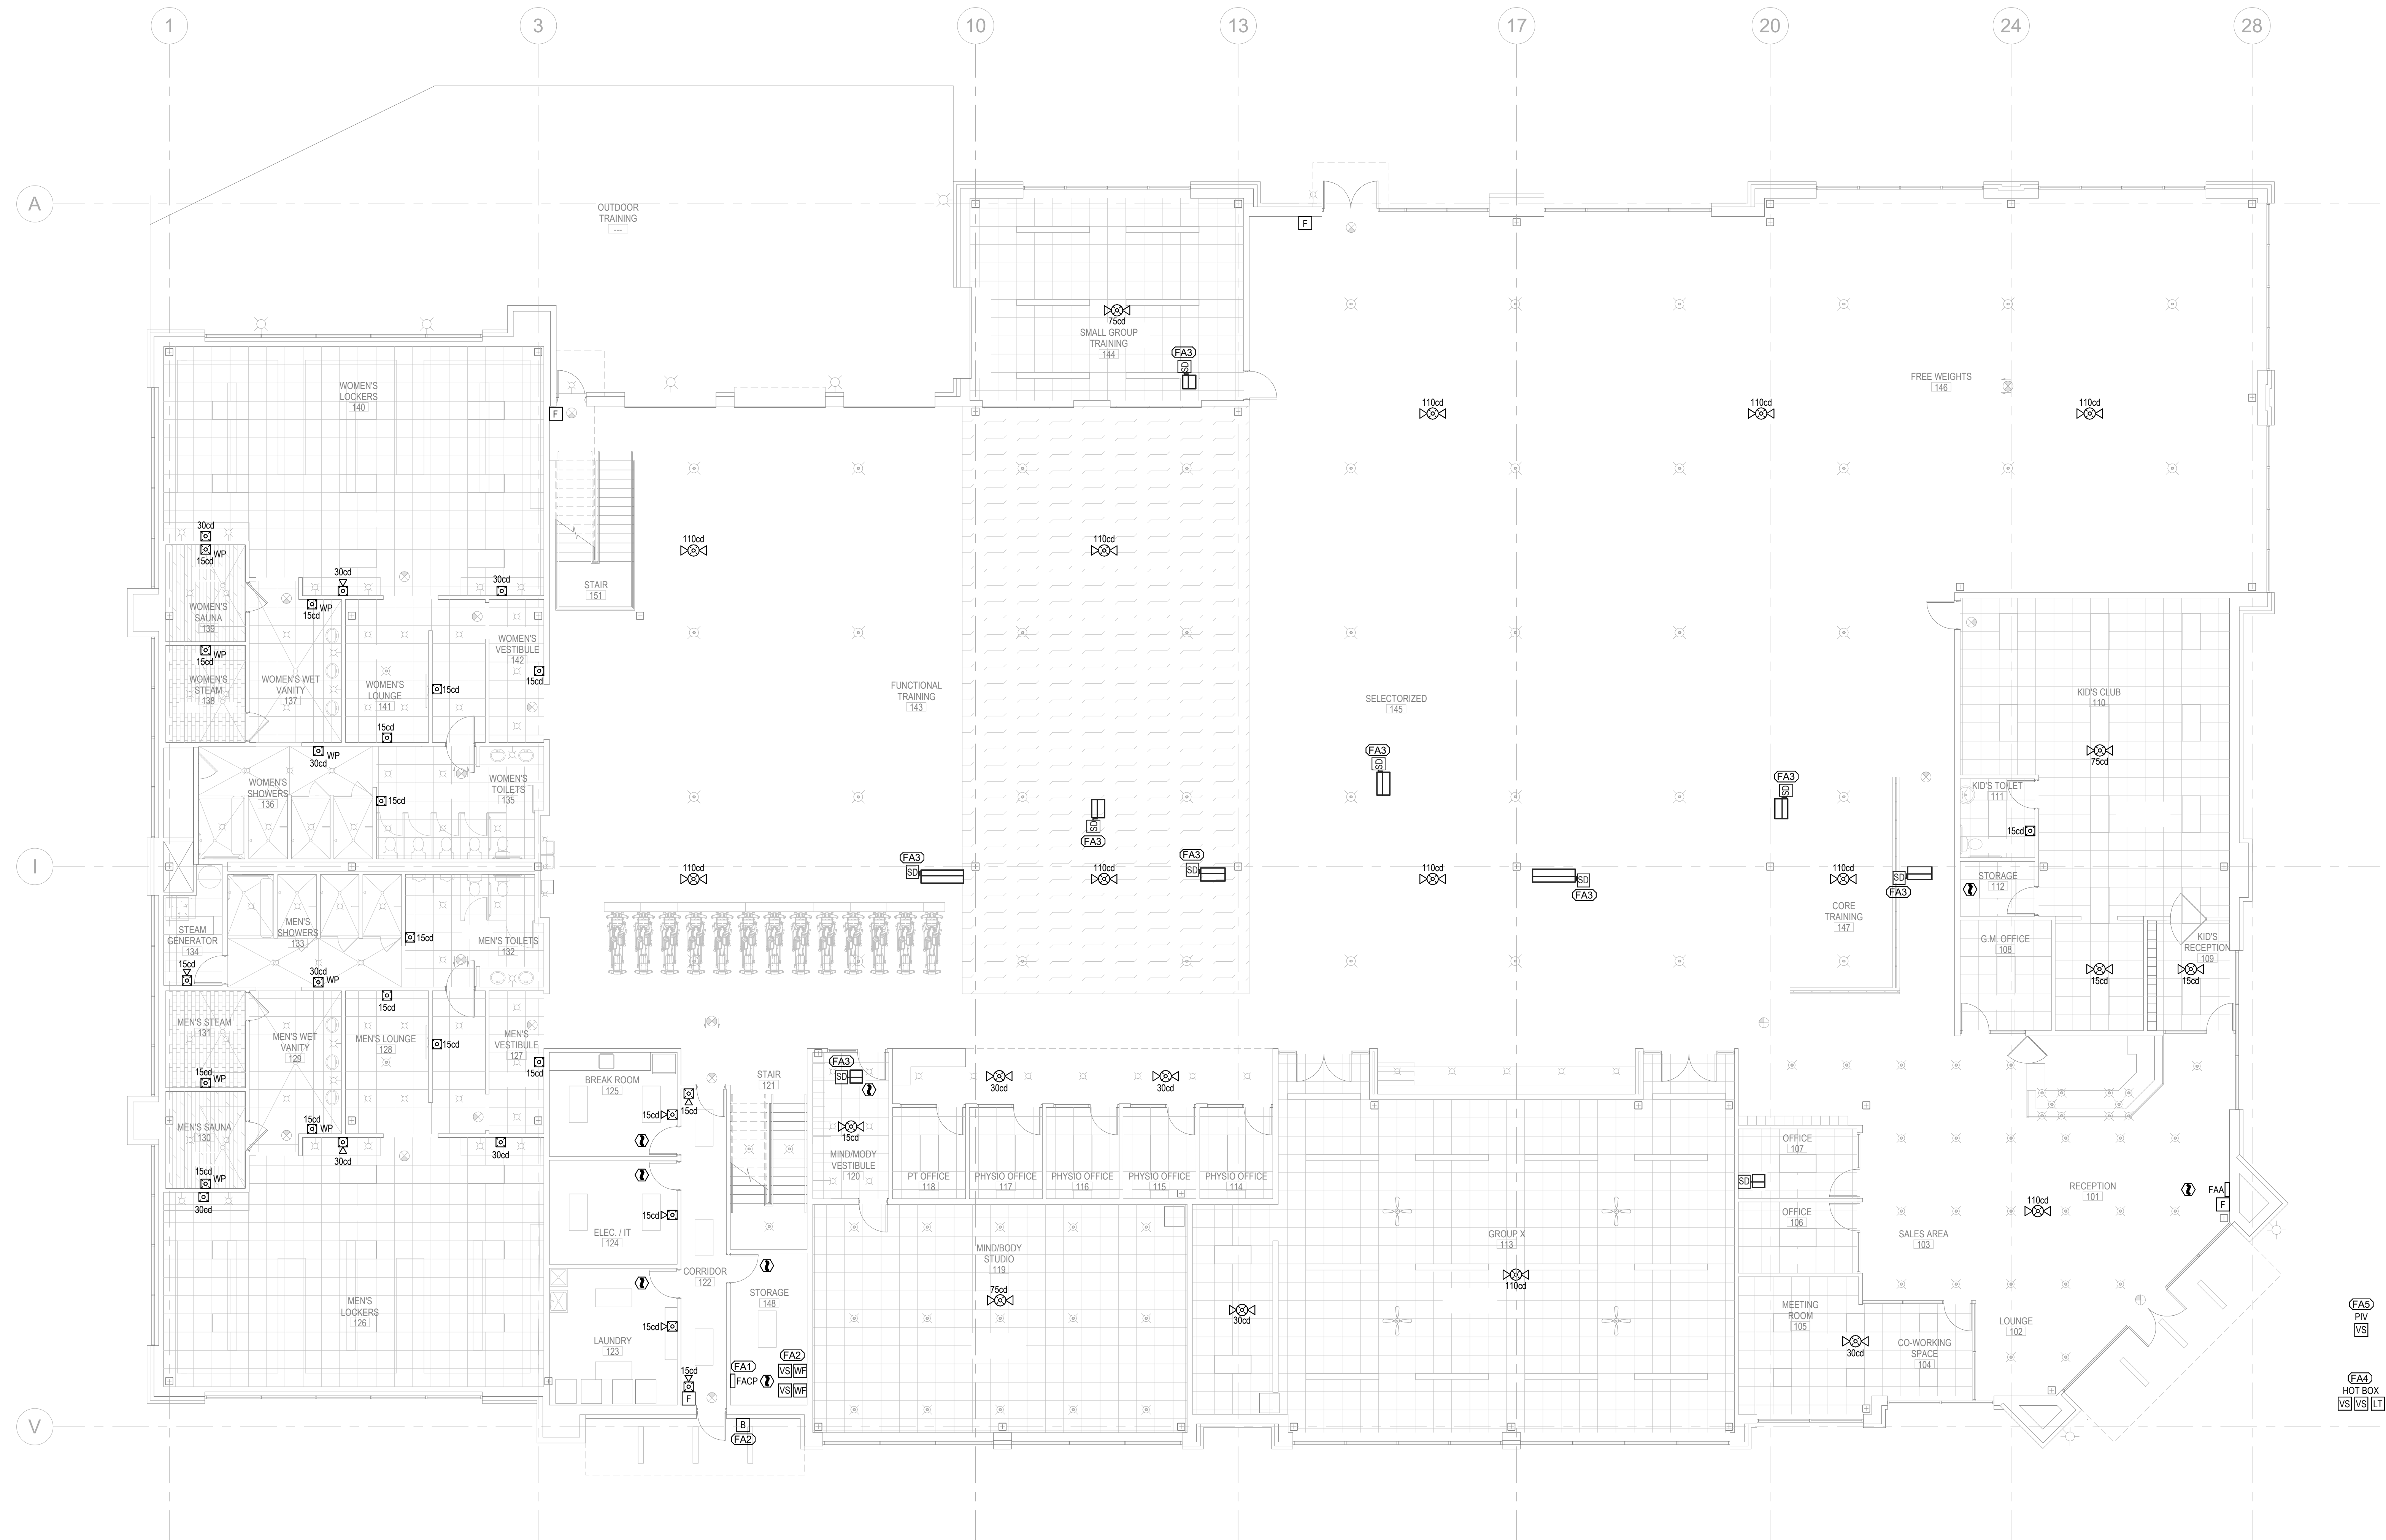 1
3
10
13
17
20
24
28
A
OUTDOOR
TRAINING
F
75cd
SMALL GROUP
TRAINING
144
FA3
SD
WOMEN'S
LOCKERS
140
F
FREE WEIGHTS
146
110cd
110cd
110cd
30cd
WP
15cd
110cd
110cd
30cd
30cd
STAIR
151
WOMEN'S
SAUNA
139
WP
15cd
WOMEN'S
VESTIBULE
142
15cd
WP
15cd
WOMEN'S
STEAM
138
WOMEN'S WET
VANITY
137
WOMEN'S
LOUNGE
141
15cd
FUNCTIONAL
TRAINING
143
SELECTORIZED
145
KID'S CLUB
110
75cd
15cd
WP
30cd
WOMEN'S
SHOWERS
136
15cd
WOMEN'S
TOILETS
135
FA3
SD
FA3
SD
KID'S TOILET
111
15cd
SD
FA3
I
110cd
FA3
SD
110cd
FA3
SD
110cd
SD
FA3
110cd
SD
FA3
STORAGE
112
CORE
TRAINING
147
STEAM
GENERATOR
134
15cd
MEN'S
SHOWERS
133
15cd
MEN'S TOILETS
132
30cd
WP
G.M. OFFICE
108
KID'S
RECEPTION
109
15cd
15cd
MEN'S STEAM
131
15cd
WP
MEN'S WET
VANITY
129
15cd
WP
15cd
MEN'S LOUNGE
128
15cd
MEN'S
VESTIBULE
127
15cd
BREAK ROOM
125
15cd
15cd
STAIR
121
FA3
SD
15cd
MIND/MODY
VESTIBULE
120
30cd
30cd
MEN'S SAUNA
130
15cd
WP
30cd
30cd
30cd
PT OFFICE
118
PHYSIO OFFICE
117
PHYSIO OFFICE
116
PHYSIO OFFICE
115
PHYSIO OFFICE
114
OFFICE
107
SD
OFFICE
106
RECEPTION
101
FAA
F
110cd
SALES AREA
103
ELEC. / IT
124
15cd
CORRIDOR
122
STORAGE
148
MIND/BODY
STUDIO
119
75cd
GROUP X
113
110cd
30cd
MEN'S
LOCKERS
126
LAUNDRY
123
15cd
15cd
F
FA1
FACP
FA2
VS WF
VS WF
MEETING
ROOM
105
30cd
CO-WORKING
SPACE
104
LOUNGE
102
FA5
PIV
VS
FA4
HOT BOX
VS VS LT
V
B
FA2